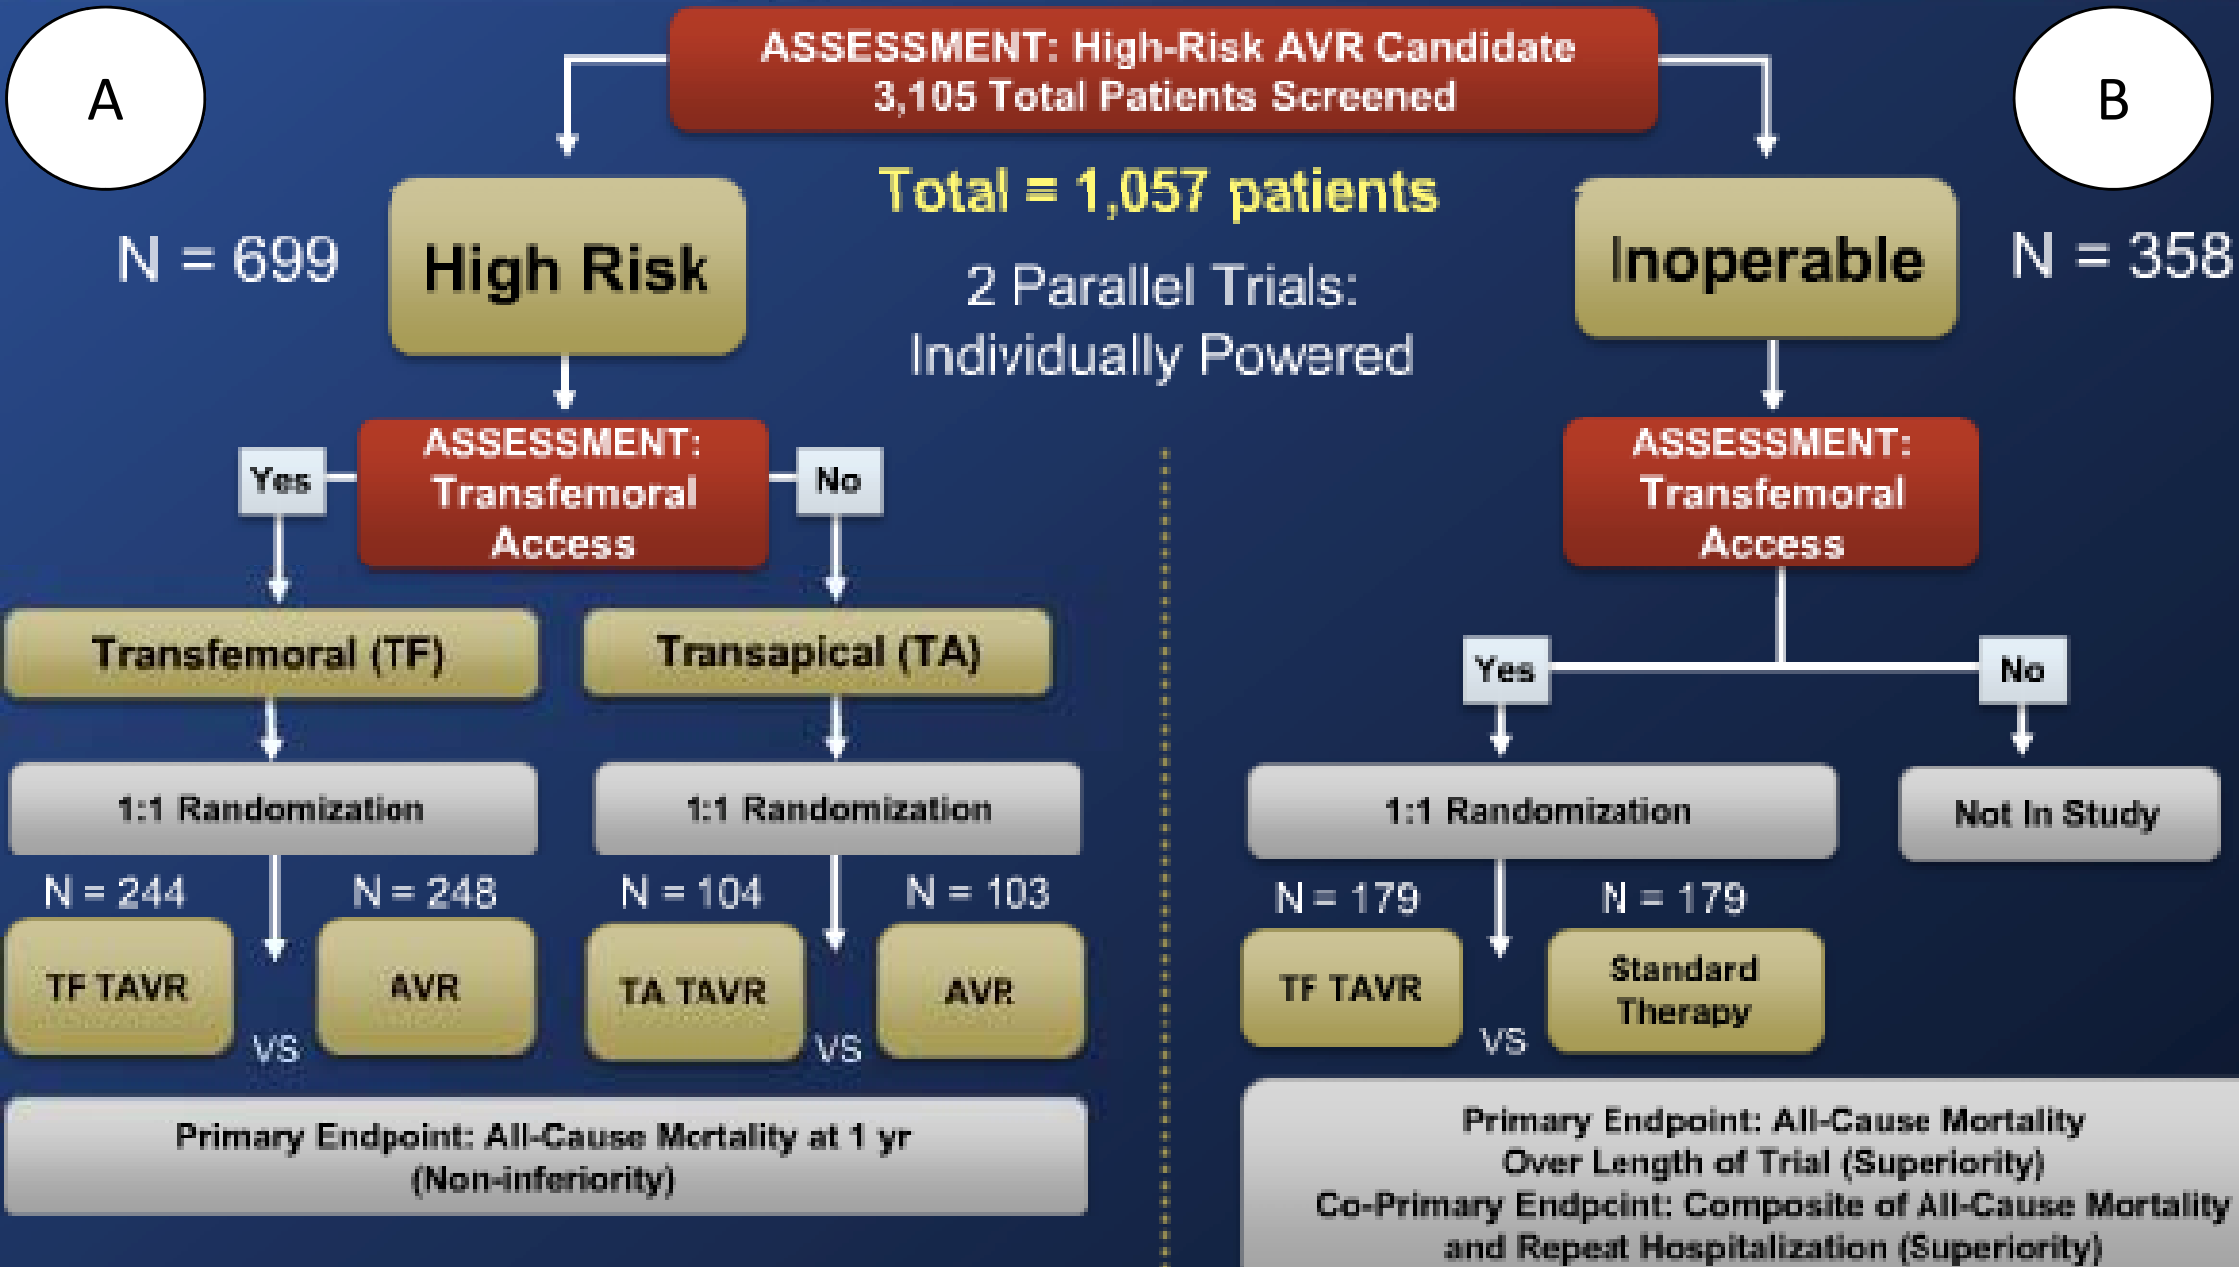 A
B
ASSESSMENT: High-Risk AVR Candidate
3,105 Total Patients Screened
Total = 1,057 patients
2 Parallel Trials:
Individually Powered
N = 699
High Risk
ASSESSMENT:
Transfemoral
Access
Yes
No
Transfemoral (TF)
Transapical (TA)
1:1 Randomization
1:1 Randomization
N = 244
N = 248
N = 104
N = 103
TF TAVR
VS
AVR
TA TAVR
VS
AVR
Primary Endpoint: All-Cause Mortality at 1 yr
(Non-inferiority)
Inoperable
N = 358
ASSESSMENT:
Transfemoral
Access
Yes
No
1:1 Randomization
Not In Study
N = 179
N = 179
TF TAVR
VS
Standard
Therapy
Primary Endpoint: All-Cause Mortality
Over Length of Trial (Superiority)
Co-Primary Endpoint: Composite of All-Cause Mortality
and Repeat Hospitalization (Superiority)